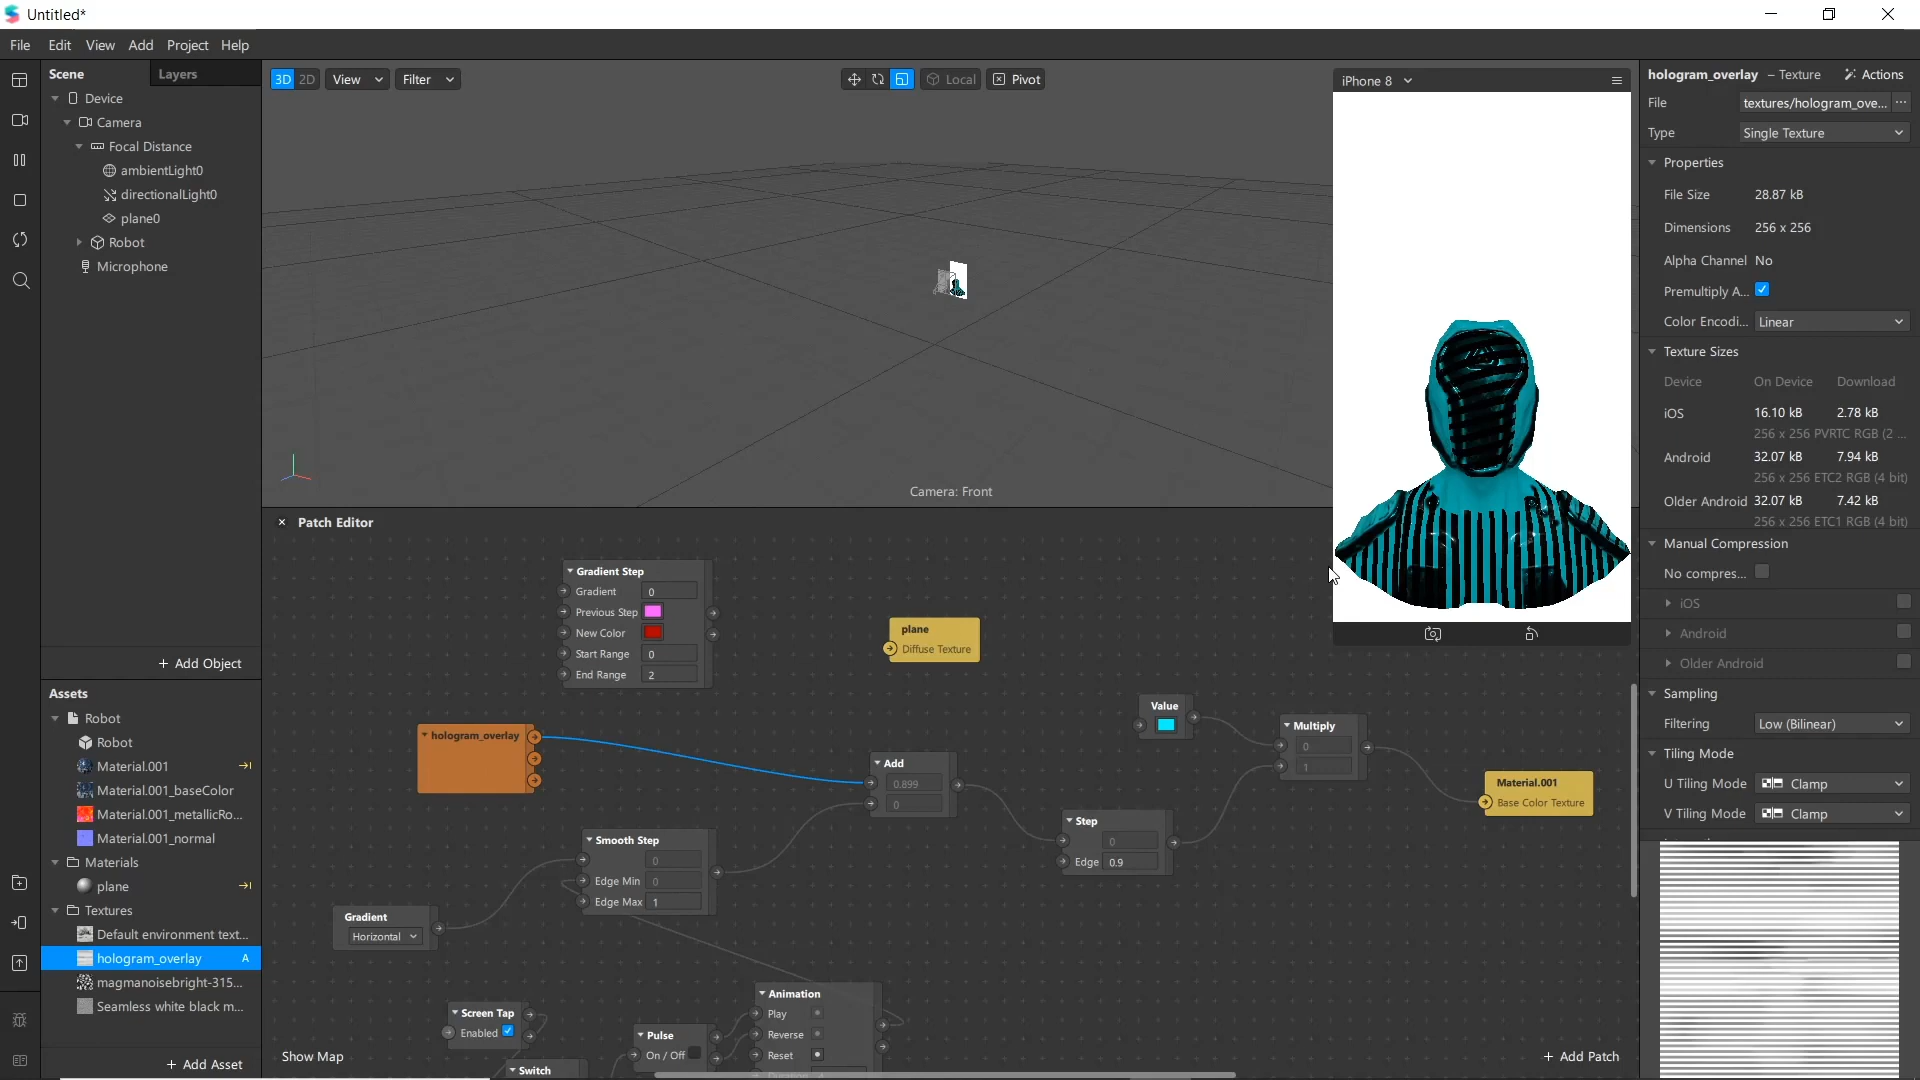 Untitled*
File Edit View Add Project Help
Scene Layers
Device
Camera
Focal Distance
ambientLight0
directionalLight0
plane0
Robot
Microphone
+ Add Object
Assets
Robot
Robot
Material.001
Material.001_baseColor
Material.001_metallicRo...
Material.001_normal
Materials
plane
Textures
Default environment text...
hologram_overlay A
magmanoisebright-315...
Seamless white black m...
+ Add Asset
3D 2D View Filter
Local Pivot
Camera: Front
iPhone 8
Patch Editor
Gradient Step
Gradient 0
Previous Step
New Color
Start Range 0
End Range 2
plane
Diffuse Texture
hologram_overlay
Value
Multiply
0
1
Add
0.899
0
Material.001
Base Color Texture
Step
0
Edge 0.9
Smooth Step
0
Edge Min 0
Edge Max 1
Gradient
Horizontal
Animation
Play
Reverse
Reset
Screen Tap
Enabled
Pulse
On / Off
Switch
Show Map
+ Add Patch
hologram_overlay – Texture Actions
File textures/hologram_ove... ...
Type Single Texture
Properties
File Size 28.87 kB
Dimensions 256 x 256
Alpha Channel No
Premultiply A...
Color Encodi... Linear
Texture Sizes
Device On Device Download
iOS 16.10 kB 2.78 kB
256 x 256 PVRTC RGB (2 ...
Android 32.07 kB 7.94 kB
256 x 256 ETC2 RGB (4 bit)
Older Android 32.07 kB 7.42 kB
256 x 256 ETC1 RGB (4 bit)
Manual Compression
No compres...
iOS
Android
Older Android
Sampling
Filtering Low (Bilinear)
Tiling Mode
U Tiling Mode Clamp
V Tiling Mode Clamp